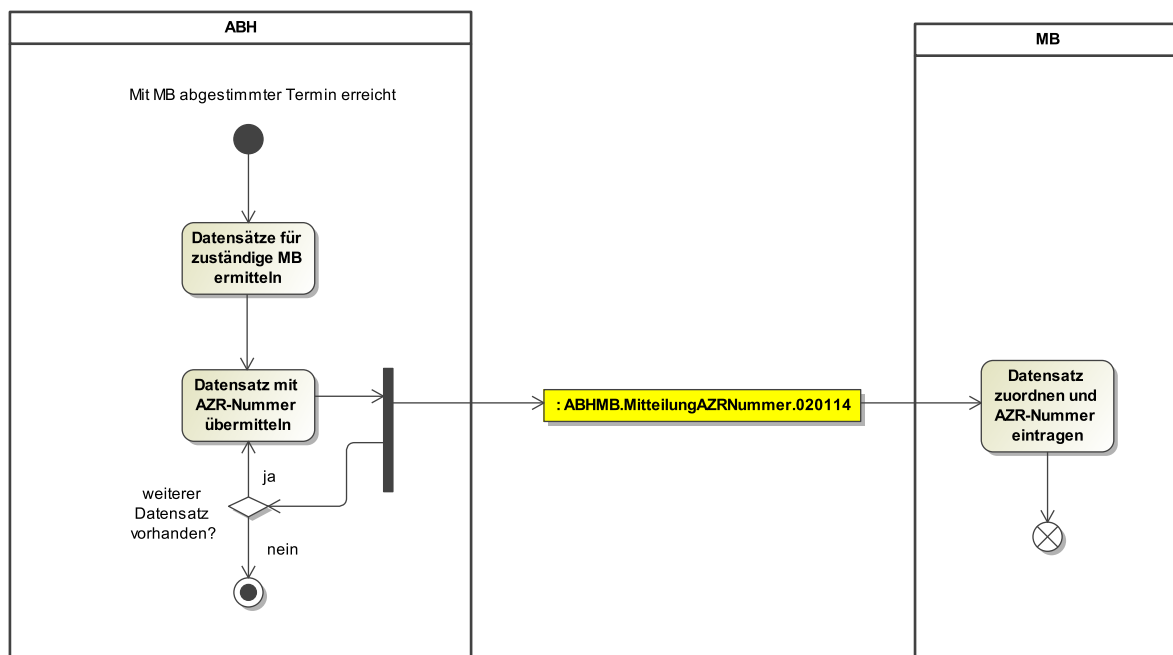 ABH
MB
Mit MB abgestimmter Termin erreicht
Datensätze für
zuständige MB
ermitteln
Datensatz mit
AZR-Nummer
übermitteln
: ABHMB.MitteilungAZRNummer.020114
Datensatz
zuordnen und
AZR-Nummer
eintragen
ja
weiterer
Datensatz
vorhanden?
nein